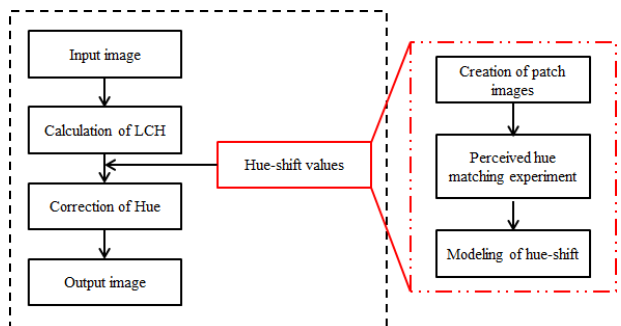 Input image
Calculation of LCH
Hue-shift values
Correction of Hue
Output image
Creation of patch
images
Perceived hue
matching experiment
Modeling of hue-shift